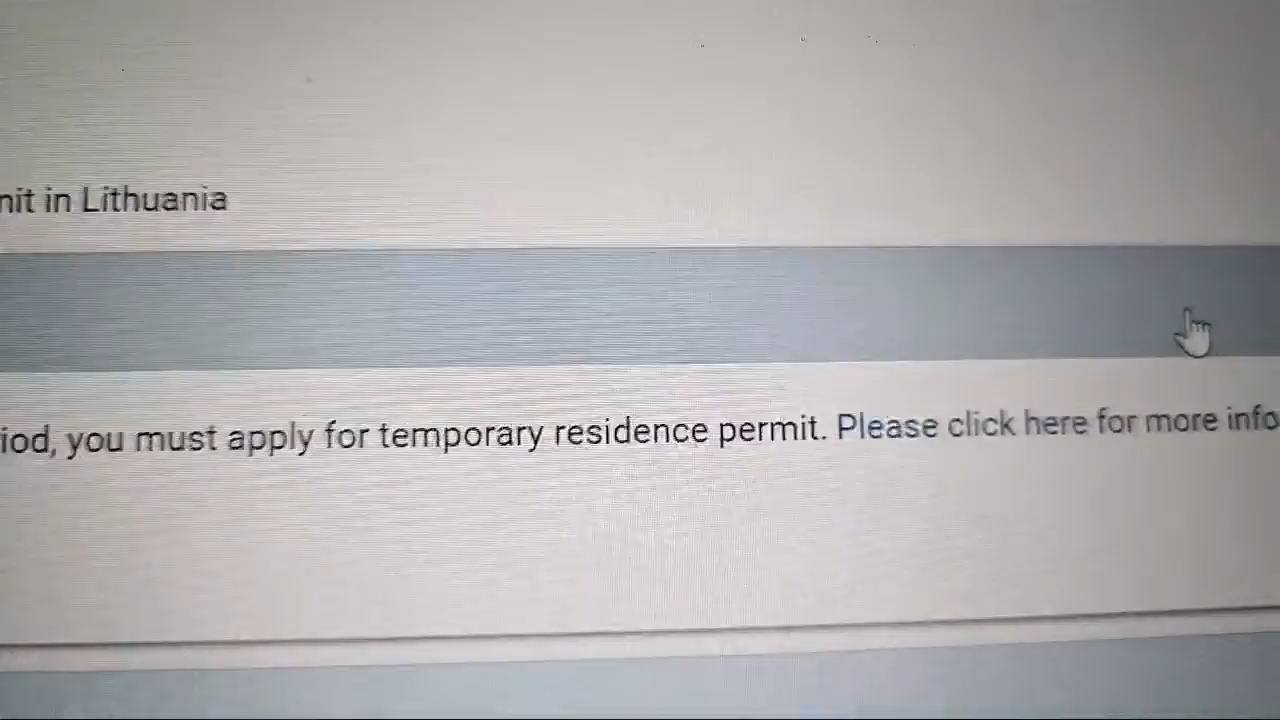 nit in Lithuania
iod, you must apply for temporary residence permit. Please click here for more info